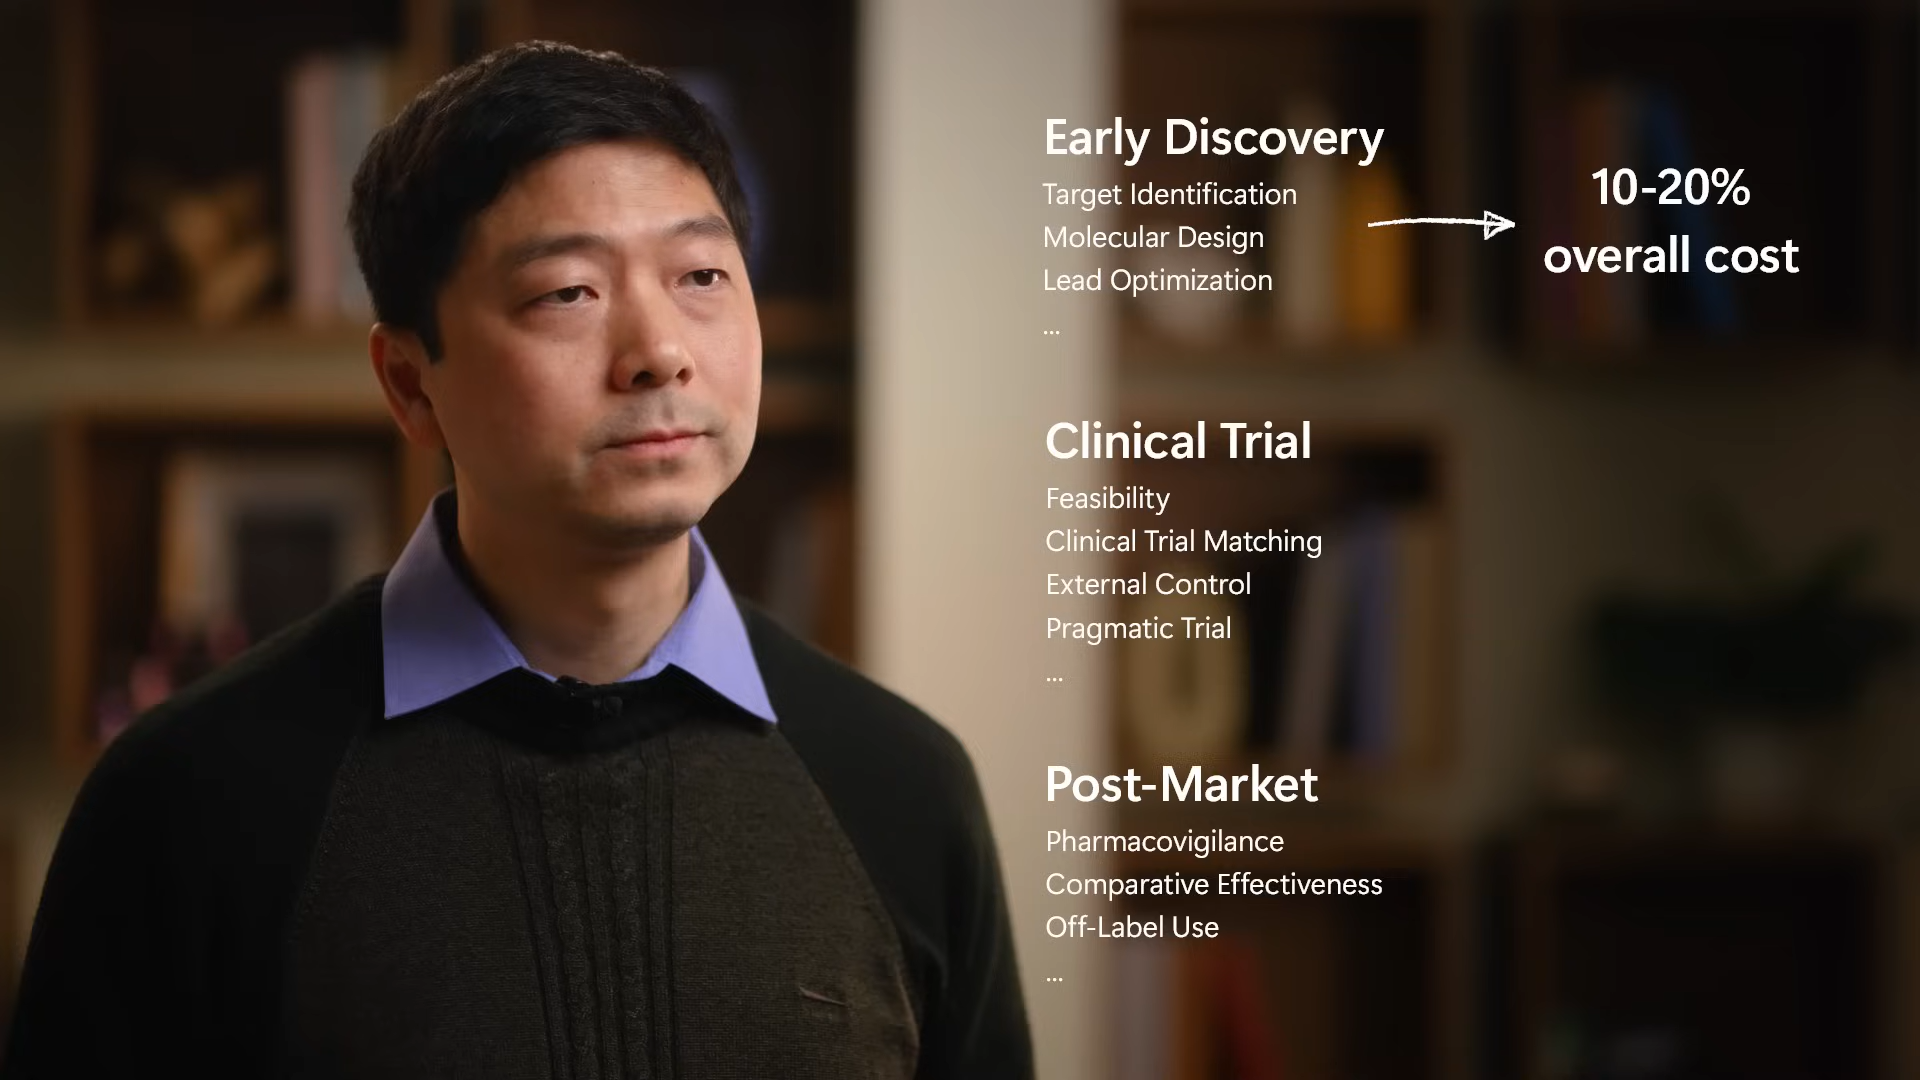 Early Discovery
Target Identification
Molecular Design
Lead Optimization
...
10-20%
overall cost
Clinical Trial
Feasibility
Clinical Trial Matching
External Control
Pragmatic Trial
...
Post-Market
Pharmacovigilance
Comparative Effectiveness
Off-Label Use
...